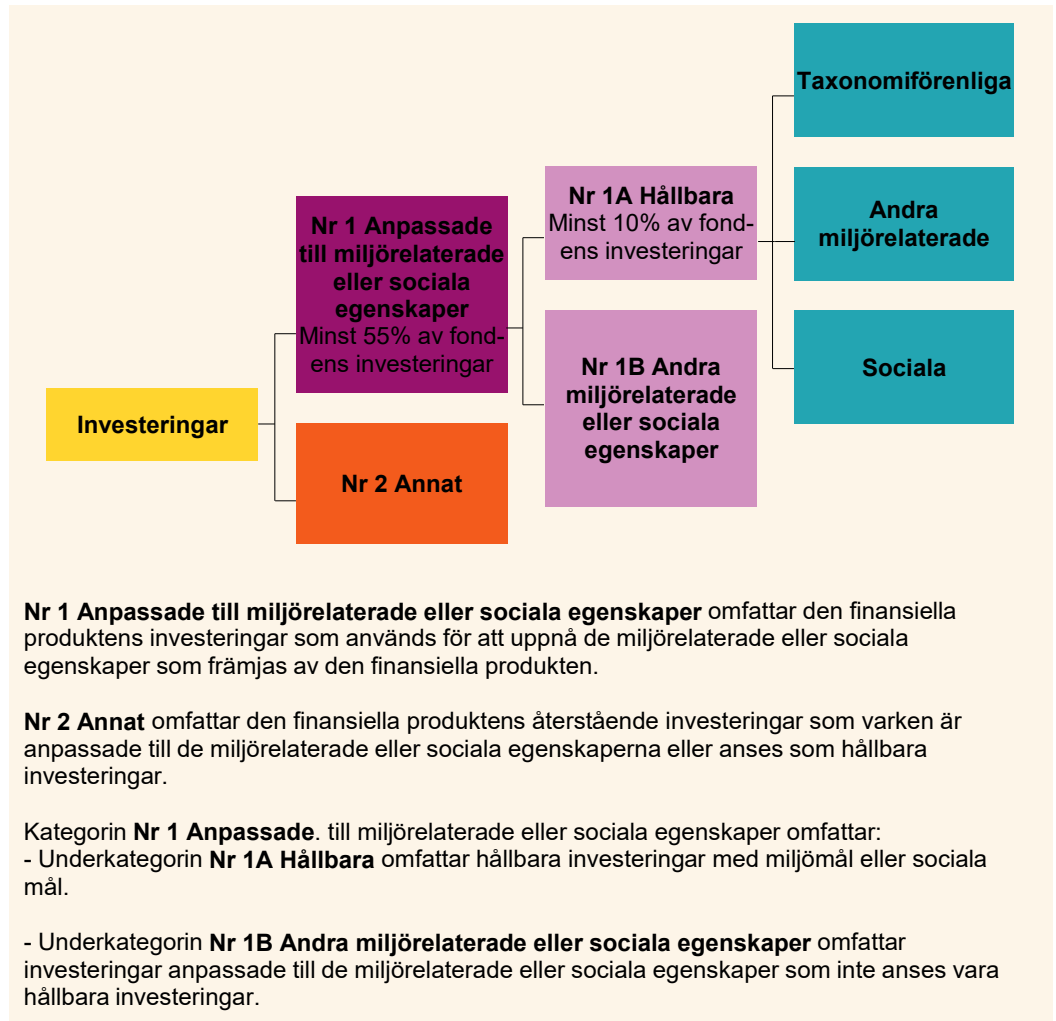 Taxonomiförenliga
Nr 1 Anpassade
till miljörelaterade
eller sociala
egenskaper
Minst 55% av fond-
ens investeringar
Nr 1A Hållbara
Minst 10% av fond-
ens investeringar
Andra
miljörelaterade
Nr 1B Andra
miljörelaterade
eller sociala
egenskaper
Sociala
Investeringar
Nr 2 Annat
Nr 1 Anpassade till miljörelaterade eller sociala egenskaper omfattar den finansiella
produktens investeringar som används för att uppnå de miljörelaterade eller sociala
egenskaper som främjas av den finansiella produkten.
Nr 2 Annat omfattar den finansiella produktens återstående investeringar som varken är
anpassade till de miljörelaterade eller sociala egenskaperna eller anses som hållbara
investeringar.
Kategorin Nr 1 Anpassade. till miljörelaterade eller sociala egenskaper omfattar:
- Underkategorin Nr 1A Hållbara omfattar hållbara investeringar med miljömål eller sociala
mål.
- Underkategorin Nr 1B Andra miljörelaterade eller sociala egenskaper omfattar
investeringar anpassade till de miljörelaterade eller sociala egenskaper som inte anses vara
hållbara investeringar.